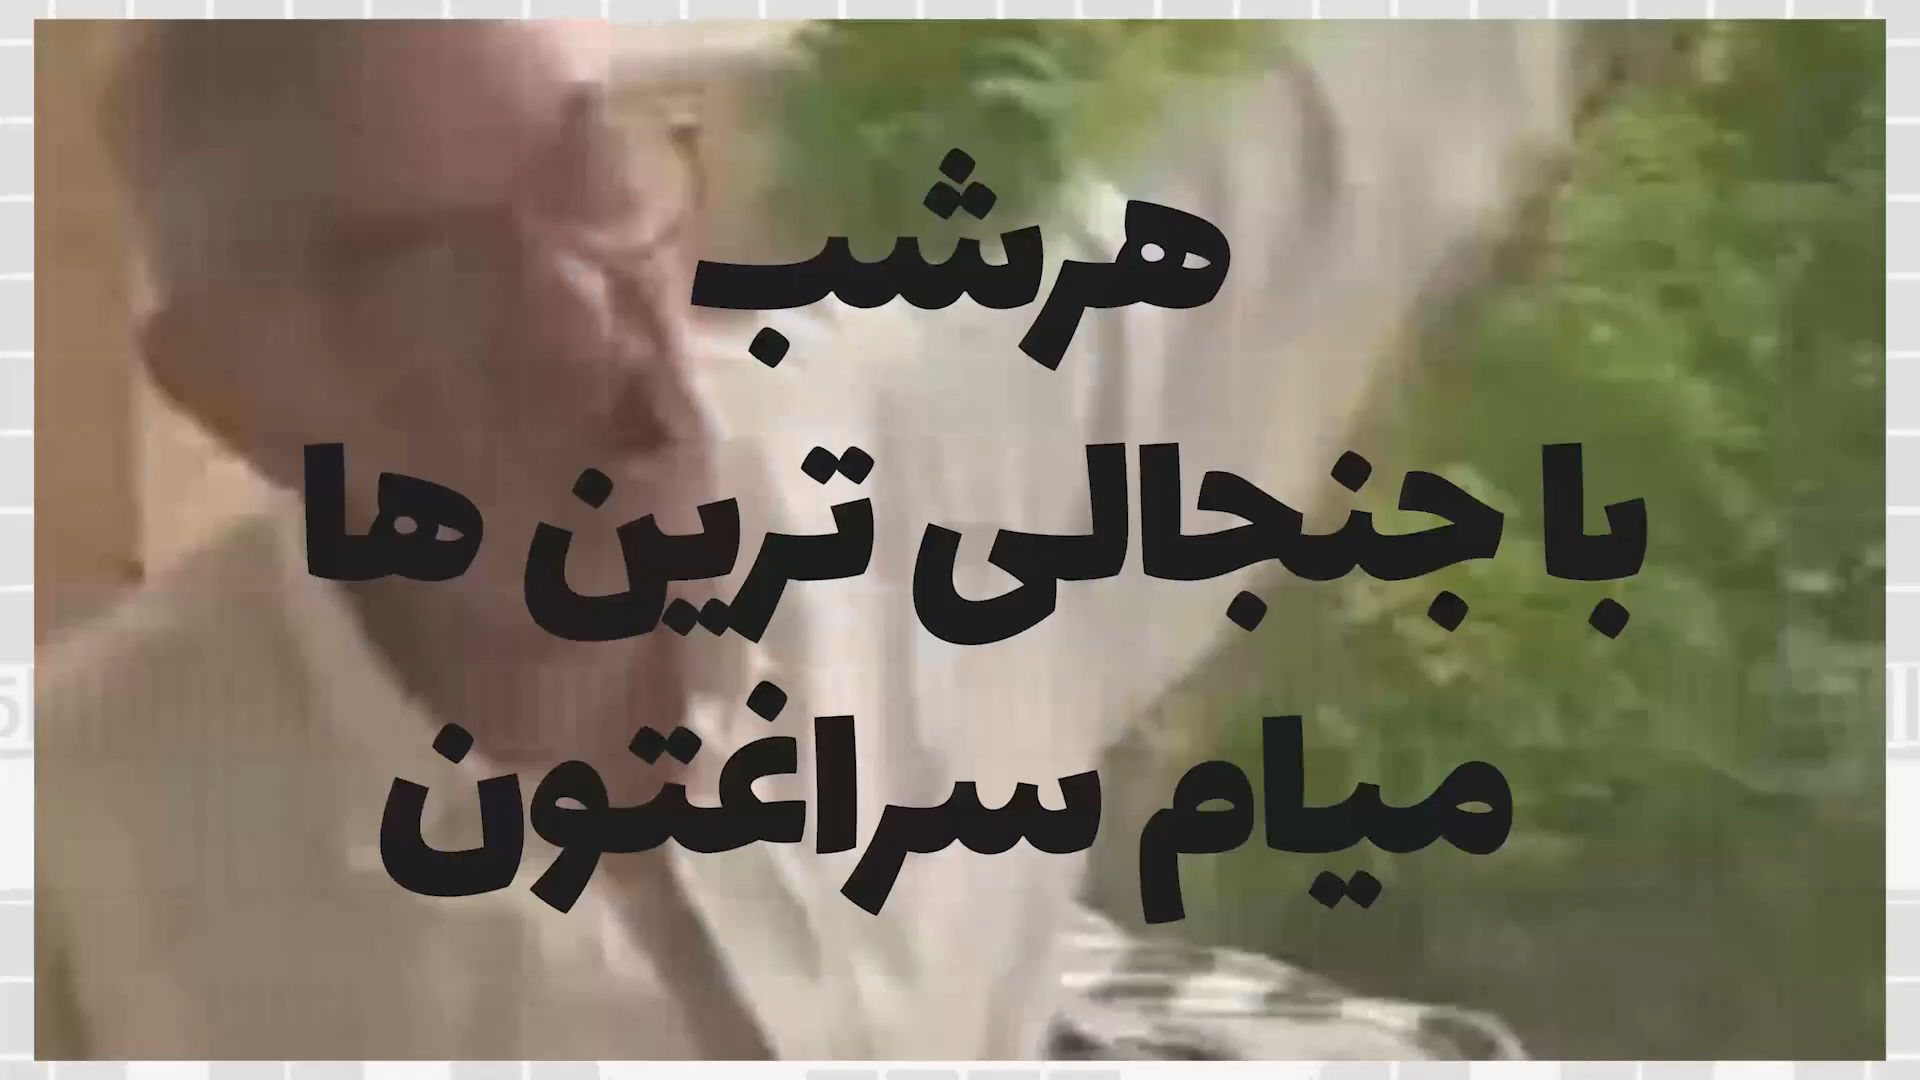 هرشب
با جنجالی ترین ها
میام سراغتون